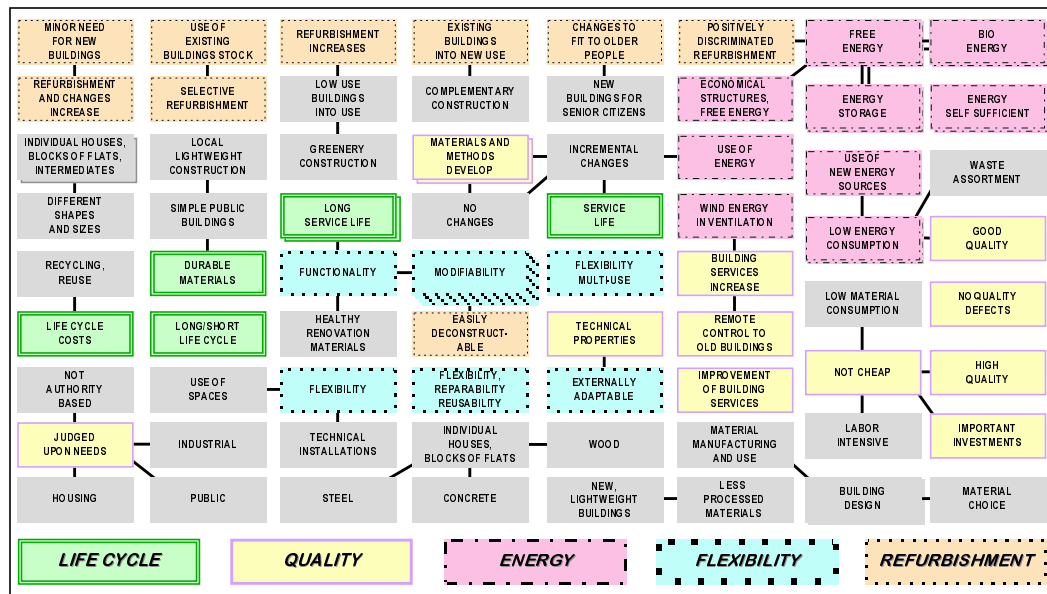 MINOR NEED
FOR NEW
BUILDINGS
USE OF
EXISTING
BUILDINGS STOCK
REFURBISHMENT
INCREASES
EXISTING
BUILDINGS
INTO NEW USE
CHANGES TO
FIT TO OLDER
PEOPLE
POSITIVELY
DISCRIMINATED
REFURBISHMENT
FREE
ENERGY
BIO
ENERGY
REFURBISHMENT
AND CHANGES
INCREASE
SELECTIVE
REFURBISHMENT
LOW USE
BUILDINGS
INTO USE
COMPLEMENTARY
CONSTRUCTION
NEW
BUILDINGS FOR
SENIOR CITIZENS
ECONOMICAL
STRUCTURES,
FREE ENERGY
ENERGY
STORAGE
ENERGY
SELF SUFFICIENT
INDIVIDUAL HOUSES,
BLOCKS OF FLATS,
INTERMEDIATES
LOCAL
LIGHTWEIGHT
CONSTRUCTION
GREENERY
CONSTRUCTION
MATERIALS AND
METHODS
DEVELOP
INCREMENTAL
CHANGES
USE OF
ENERGY
USE OF
NEW ENERGY
SOURCES
WASTE
ASSORTMENT
DIFFERENT
SHAPES
AND SIZES
SIMPLE PUBLIC
BUILDINGS
LONG
SERVICE LIFE
NO
CHANGES
SERVICE
LIFE
WIND ENERGY
IN VENTILATION
LOW ENERGY
CONSUMPTION
GOOD
QUALITY
RECYCLING,
REUSE
DURABLE
MATERIALS
FUNCTIONALITY
MODIFIABILITY
FLEXIBILITY
MULTI-USE
BUILDING
SERVICES
INCREASE
LOW MATERIAL
CONSUMPTION
NO QUALITY
DEFECTS
LIFE CYCLE
COSTS
LONG/SHORT
LIFE CYCLE
HEALTHY
RENOVATION
MATERIALS
EASILY
DECONSTRUCT-
ABLE
TECHNICAL
PROPERTIES
REMOTE
CONTROL TO
OLD BUILDINGS
NOT CHEAP
HIGH
QUALITY
NOT
AUTHORITY
BASED
USE OF
SPACES
FLEXIBILITY
FLEXIBILITY,
REPARABILITY
REUSABILITY
EXTERNALLY
ADAPTABLE
IMPROVEMENT
OF BUILDING
SERVICES
LABOR
INTENSIVE
IMPORTANT
INVESTMENTS
JUDGED
UPON NEEDS
INDUSTRIAL
TECHNICAL
INSTALLATIONS
INDIVIDUAL
HOUSES,
BLOCKS OF FLATS
WOOD
MATERIAL
MANUFACTURING
AND USE
HOUSING
PUBLIC
STEEL
CONCRETE
NEW,
LIGHTWEIGHT
BUILDINGS
LESS
PROCESSED
MATERIALS
BUILDING
DESIGN
MATERIAL
CHOICE
LIFE CYCLE
QUALITY
ENERGY
FLEXIBILITY
REFURBISHMENT